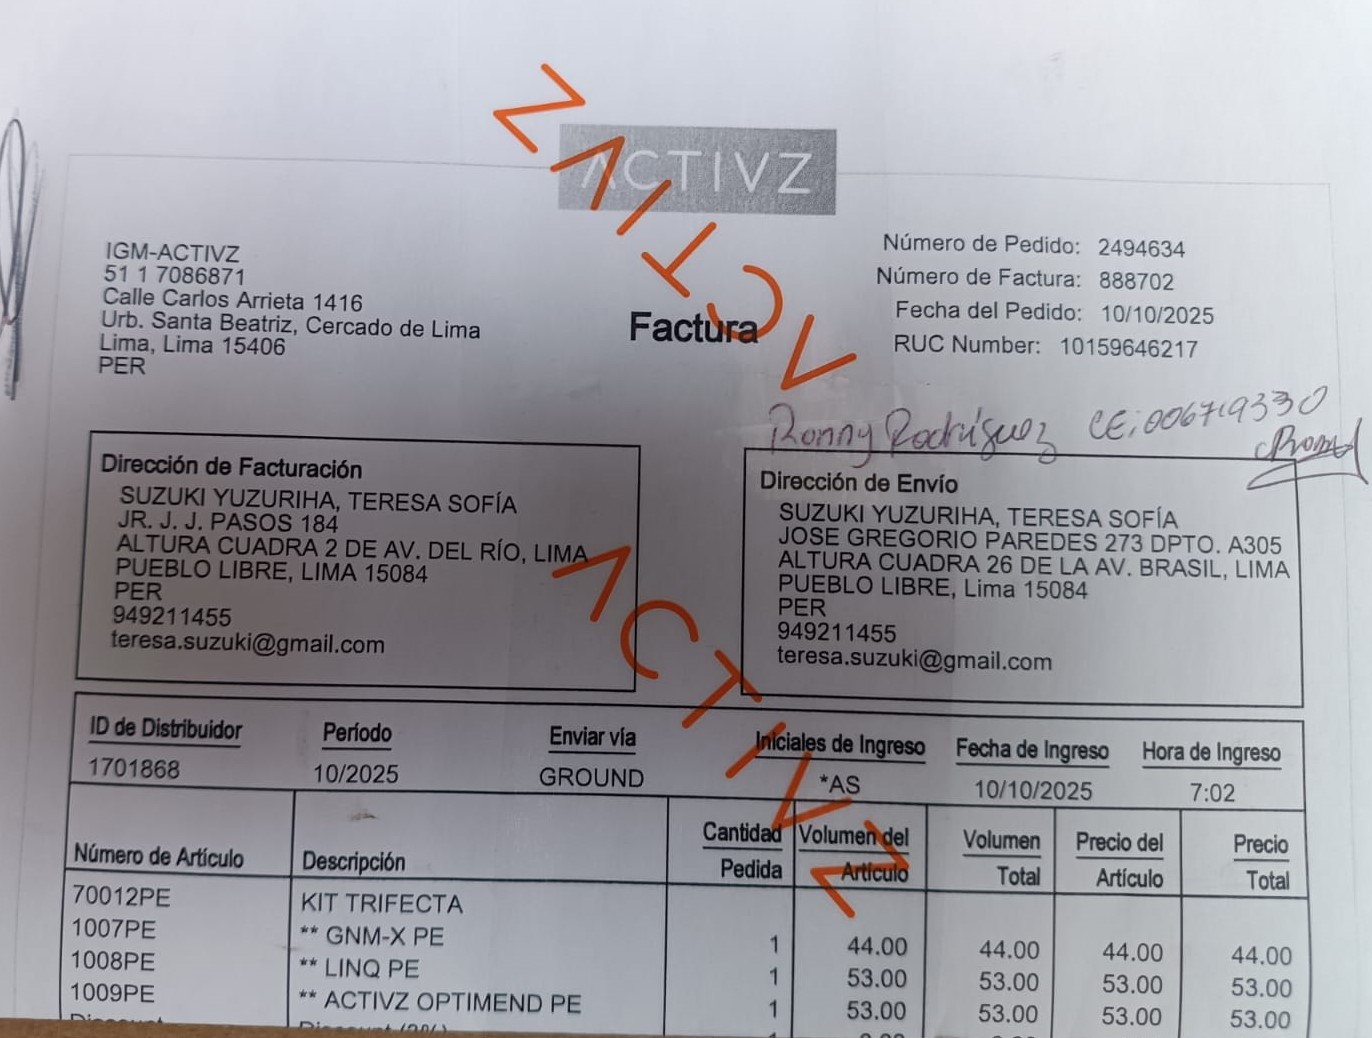 ACTIVZ
IGM-ACTIVZ
51 1 7086871
Calle Carlos Arrieta 1416
Urb. Santa Beatriz, Cercado de Lima
Lima, Lima 15406
PER
Factura
Número de Pedido: 2494634
Número de Factura: 888702
Fecha del Pedido: 10/10/2025
RUC Number: 10159646217
Ronny Rodríguez CE: 006719330
Dirección de Facturación
SUZUKI YUZURIHA, TERESA SOFÍA
JR. J. J. PASOS 184
ALTURA CUADRA 2 DE AV. DEL RÍO, LIMA
PUEBLO LIBRE, LIMA 15084
PER
949211455
teresa.suzuki@gmail.com
Dirección de Envío
SUZUKI YUZURIHA, TERESA SOFÍA
JOSE GREGORIO PAREDES 273 DPTO. A305
ALTURA CUADRA 26 DE LA AV. BRASIL, LIMA
PUEBLO LIBRE, Lima 15084
PER
949211455
teresa.suzuki@gmail.com
ACTIVZ
ACTIVZ
ID de Distribuidor Período Enviar vía Iniciales de Ingreso Fecha de Ingreso Hora de Ingreso
1701868 10/2025 GROUND *AS 10/10/2025 7:02
Número de Artículo Descripción Cantidad Pedida Volumen del Artículo Volumen Total Precio del Artículo Precio Total
70012PE KIT TRIFECTA
1007PE ** GNM-X PE 1 44.00 44.00 44.00 44.00
1008PE ** LINQ PE 1 53.00 53.00 53.00 53.00
1009PE ** ACTIVZ OPTIMEND PE 1 53.00 53.00 53.00 53.00